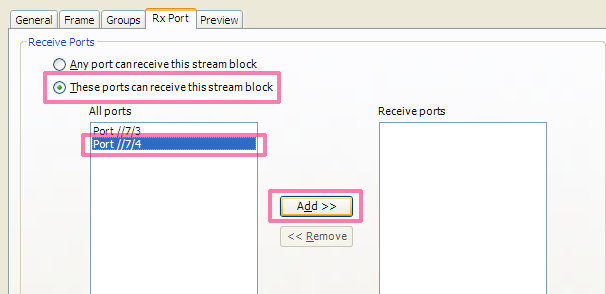 General Frame Groups Rx Port Preview
Receive Ports
Any port can receive this stream block
These ports can receive this stream block
All ports Receive ports
Port //7/3
Port //7/4
Add >>
<< Remove